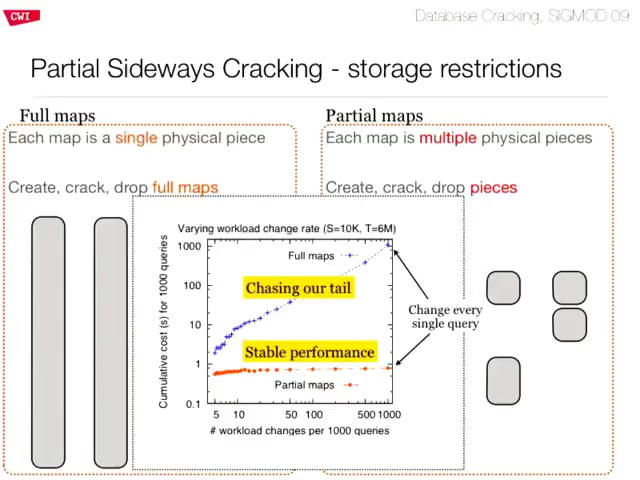 CWI
Database Cracking, SIGMOD 09
Partial Sideways Cracking - storage restrictions
Full maps
Each map is a single physical piece
Create, crack, drop full maps
Partial maps
Each map is multiple physical pieces
Create, crack, drop pieces
Varying workload change rate (S=10K, T=6M)
Cumulative cost (s) for 1000 queries
1000
100
10
1
0.1
Full maps
Chasing our tail
Change every
single query
Stable performance
Partial maps
5 10 50 100 500 1000
# workload changes per 1000 queries